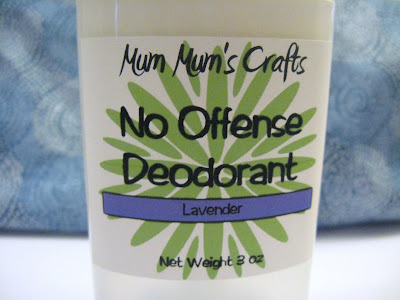 Mum Mum's Crafts
No Offense
Deodorant
Lavender
Net Weight 3 oz